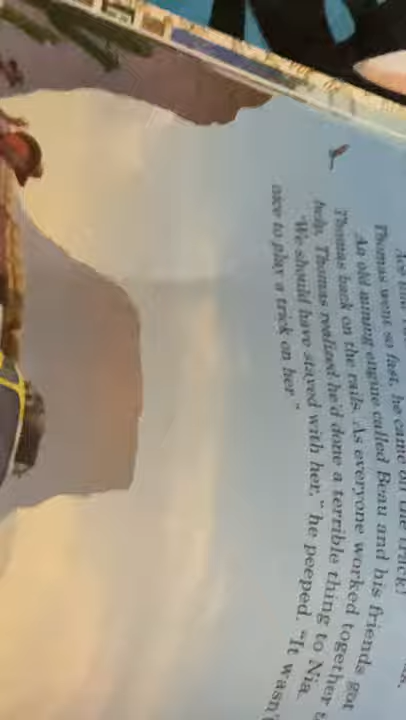 Thomas went so fast, he came off the track!
An old mining engine called Beau and his friends got
Thomas back on the rails. As everyone worked together
help, Thomas realised he'd done a terrible thing to Nia.
"We should have stayed with her," he peeped. "It wasn'
nice to play a trick on her."